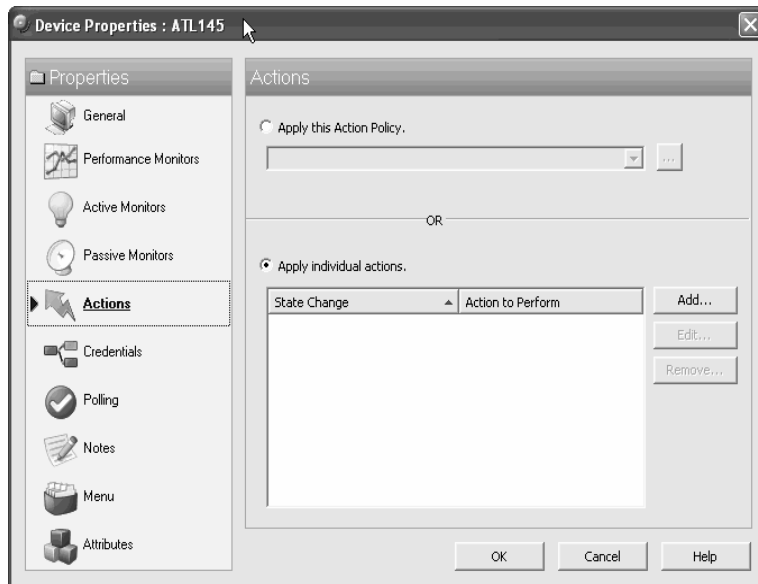 Device Properties : ATL145
Properties
General
Performance Monitors
Active Monitors
Passive Monitors
Actions
Credentials
Polling
Notes
Menu
Attributes
Actions
Apply this Action Policy.
...
OR
Apply individual actions.
State Change
Action to Perform
Add...
Edit...
Remove...
OK
Cancel
Help